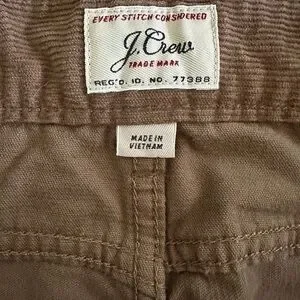 EVERY STITCH CONSIDERED
J.Crew
TRADE MARK
REG'D. ID. NO. 77388
MADE IN
VIETNAM